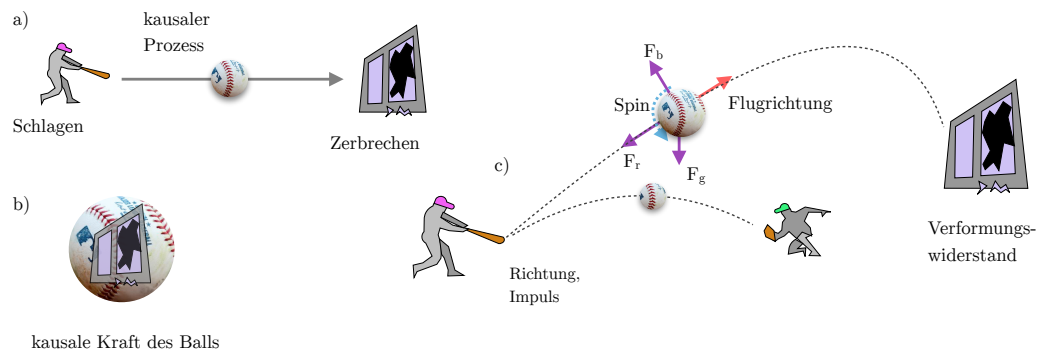 a)
kausaler
Prozess
Schlagen
Zerbrechen
b)
kausale Kraft des Balls
c)
F_b
Spin
Flugrichtung
F_r
F_g
Richtung,
Impuls
Verformungs-
widerstand